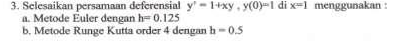 3. Selesaikan persamaan deferensial y' = 1+xy , y(0)=1 di x=1 menggunakan :
a. Metode Euler dengan h= 0.125
b. Metode Runge Kutta order 4 dengan h = 0.5